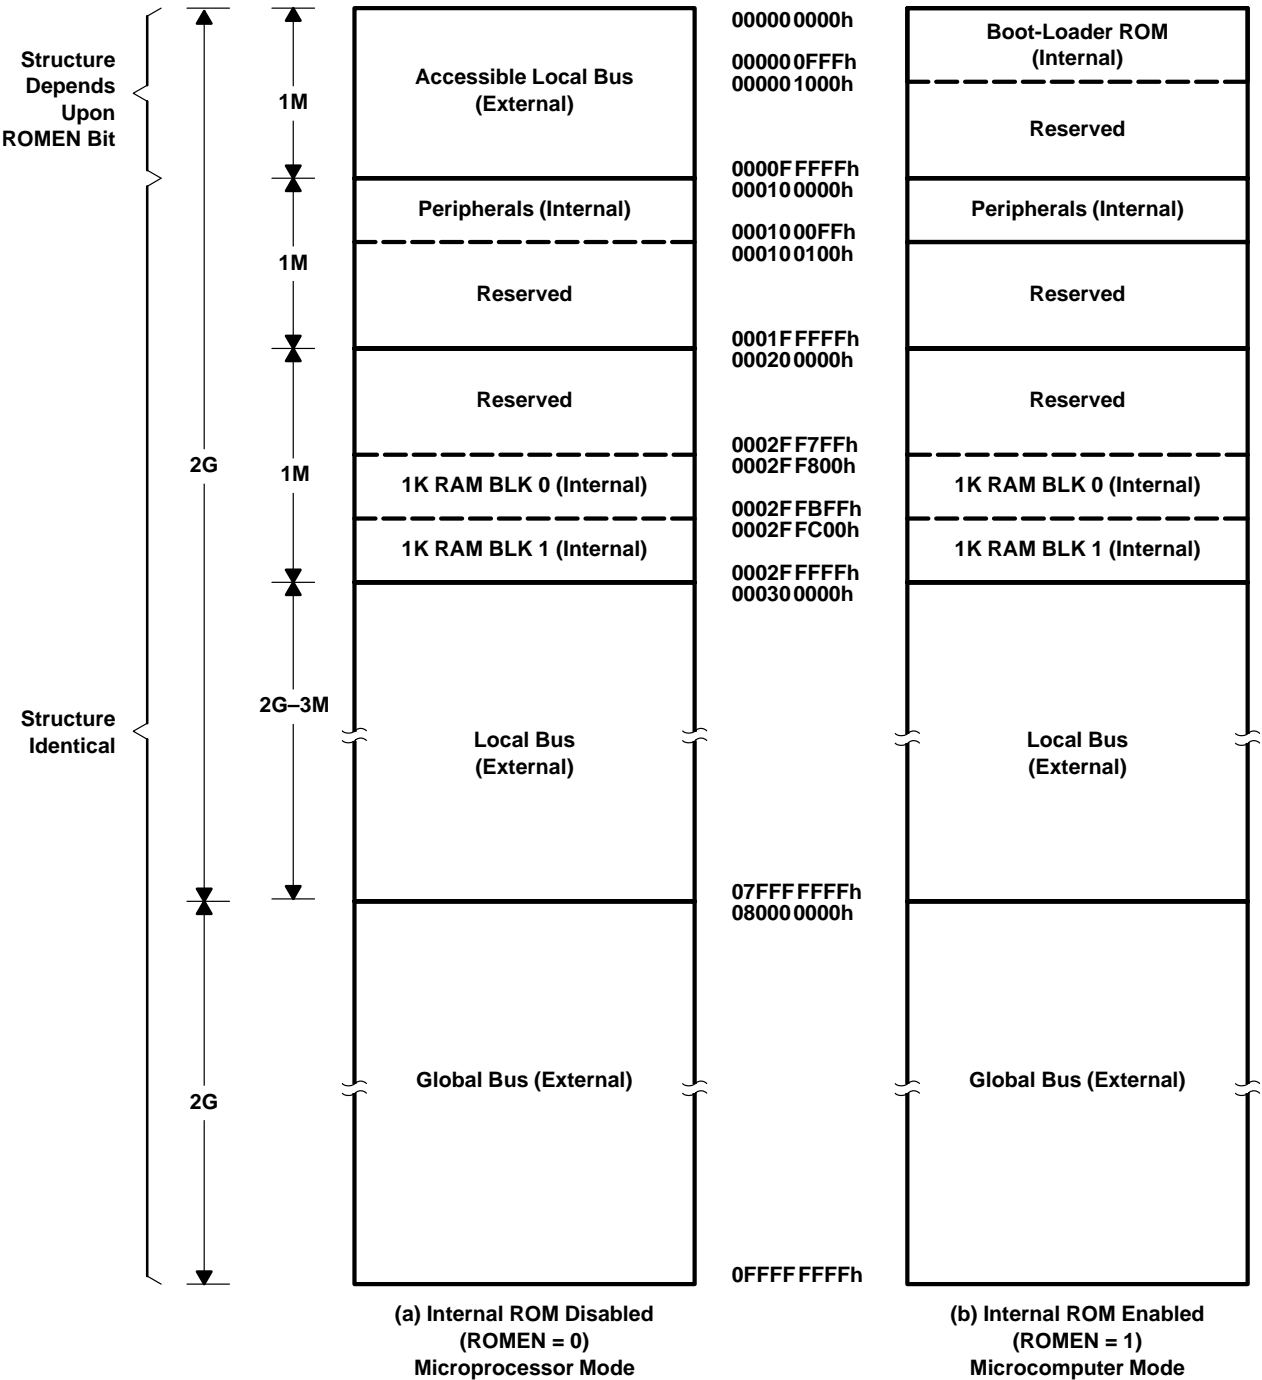 Structure
Depends
Upon
ROMEN Bit
Structure
Identical
2G
2G
1M
1M
1M
2G–3M
Accessible Local Bus
(External)
Peripherals (Internal)
Reserved
Reserved
1K RAM BLK 0 (Internal)
1K RAM BLK 1 (Internal)
Local Bus
(External)
Global Bus (External)
(a) Internal ROM Disabled
(ROMEN = 0)
Microprocessor Mode
00000 0000h
00000 0FFFh
00000 1000h
0000F FFFFh
00010 0000h
00010 00FFh
00010 0100h
0001F FFFFh
00020 0000h
0002F F7FFh
0002F F800h
0002F FBFFh
0002F FC00h
0002F FFFFh
00030 0000h
07FFF FFFFh
08000 0000h
0FFFF FFFFh
Boot-Loader ROM
(Internal)
Reserved
Peripherals (Internal)
Reserved
Reserved
1K RAM BLK 0 (Internal)
1K RAM BLK 1 (Internal)
Local Bus
(External)
Global Bus (External)
(b) Internal ROM Enabled
(ROMEN = 1)
Microcomputer Mode